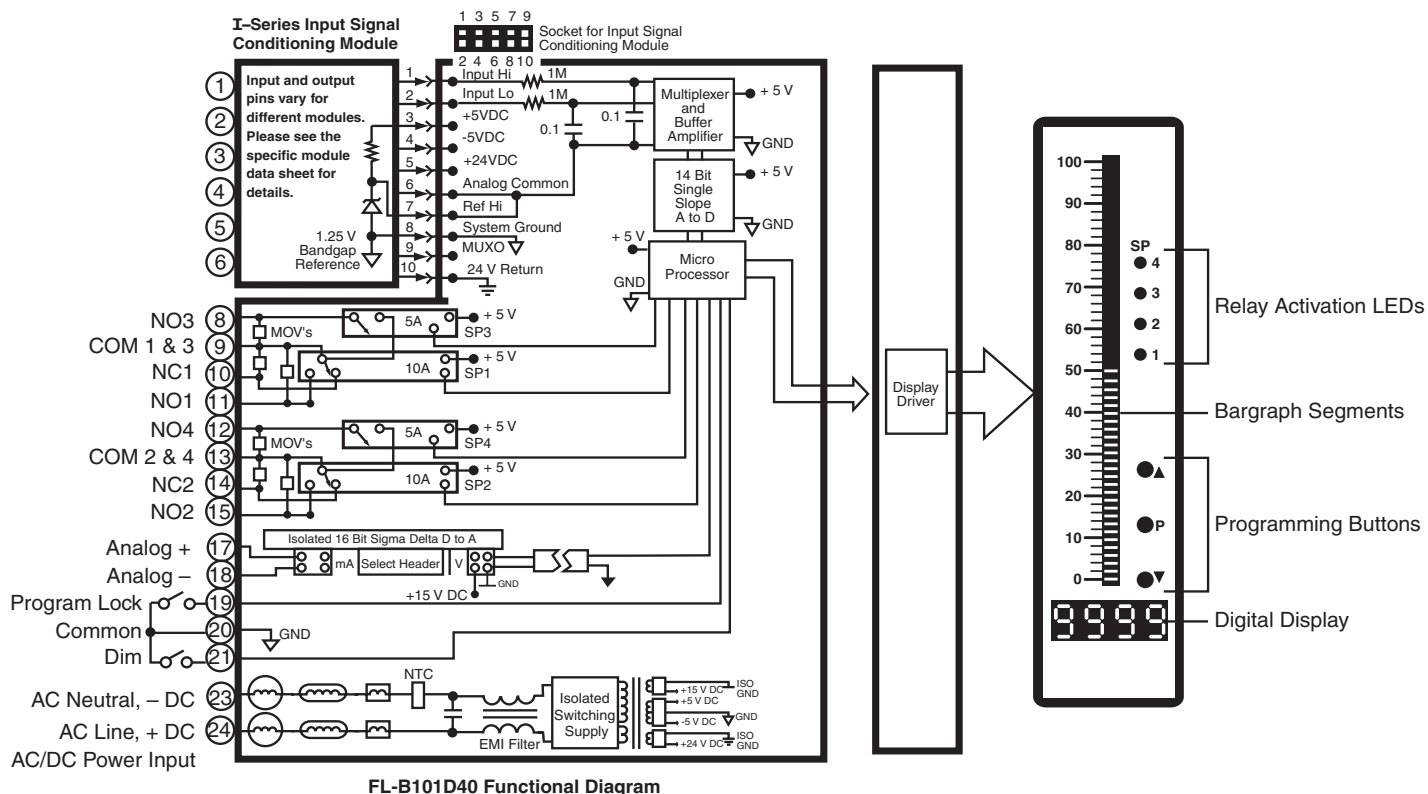 I–Series Input Signal
Conditioning Module
1 3 5 7 9
2 4 6 8 10
Socket for Input Signal
Conditioning Module
1
2
3
4
5
6
Input and output
pins vary for
different modules.
Please see the
specific module
data sheet for
details.
1.25 V
Bandgap
Reference
1
2
3
4
5
6
7
8
9
10
Input Hi
1M
Input Lo
1M
+5VDC
-5VDC
+24VDC
Analog Common
Ref Hi
System Ground
MUXO
24 V Return
0.1
0.1
Multiplexer
and
Buffer
Amplifier
+ 5 V
GND
14 Bit
Single
Slope
A to D
+ 5 V
GND
+ 5 V
GND
Micro
Processor
NO3 8
COM 1 & 3 9
NC1 10
NO1 11
MOV's
5A
+ 5 V
SP3
10A
+ 5 V
SP1
NO4 12
COM 2 & 4 13
NC2 14
NO2 15
MOV's
5A
+ 5 V
SP4
10A
+ 5 V
SP2
Analog + 17
Analog – 18
Isolated 16 Bit Sigma Delta D to A
mA
Select Header
V
GND
+15 V DC
Program Lock 19
Common 20
GND
Dim 21
AC Neutral, – DC 23
AC Line, + DC 24
AC/DC Power Input
NTC
EMI Filter
Isolated
Switching
Supply
+15 V DC
ISO
GND
+5 V DC
-5 V DC
GND
+24 V DC
ISO
GND
Display
Driver
100
90
80
70
60
50
40
30
20
10
0
SP
4
3
2
1
P
9999
Relay Activation LEDs
Bargraph Segments
Programming Buttons
Digital Display
FL-B101D40 Functional Diagram